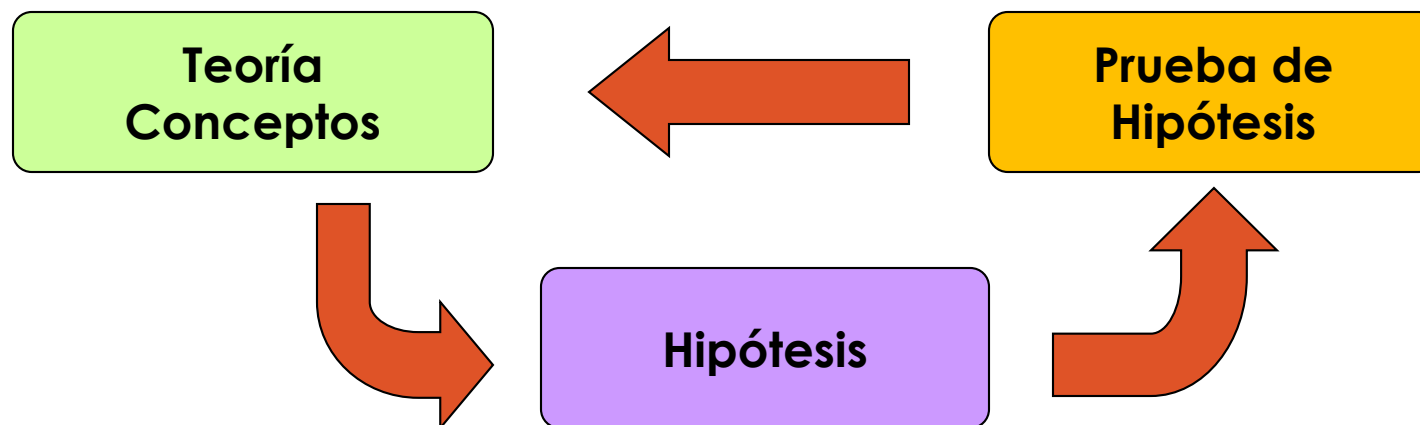 Teoría
Conceptos
Prueba de
Hipótesis
Hipótesis